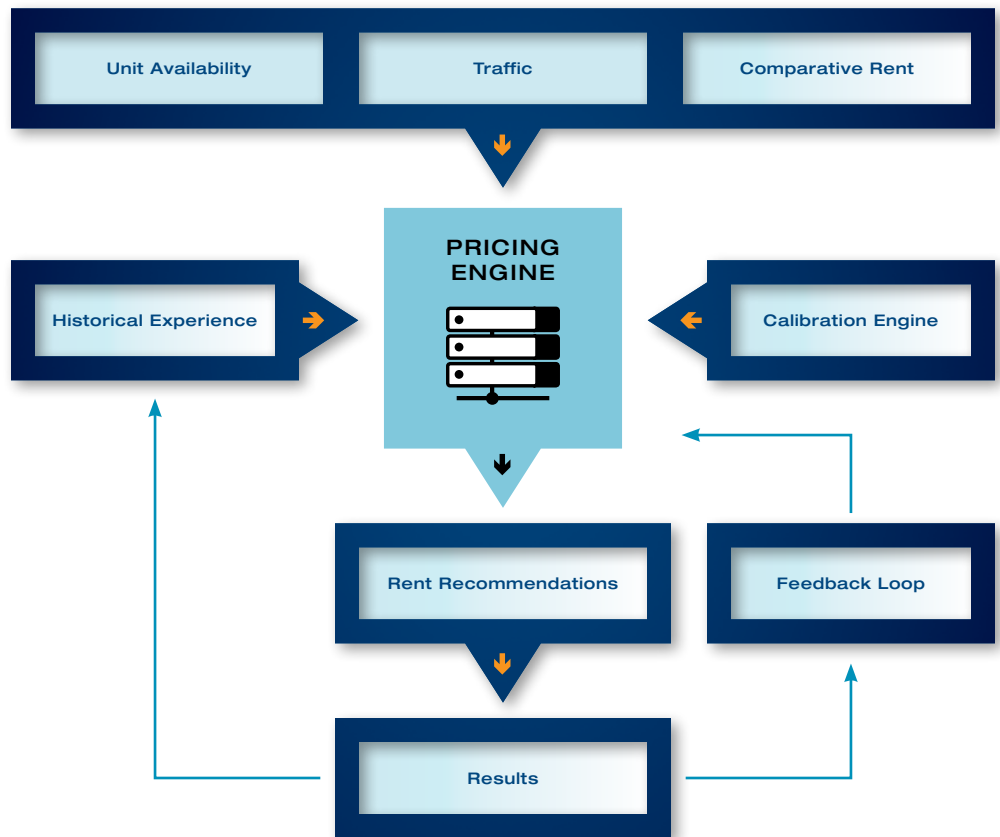 Unit Availability
Traffic
Comparative Rent
PRICING
ENGINE
Historical Experience
Calibration Engine
Rent Recommendations
Feedback Loop
Results